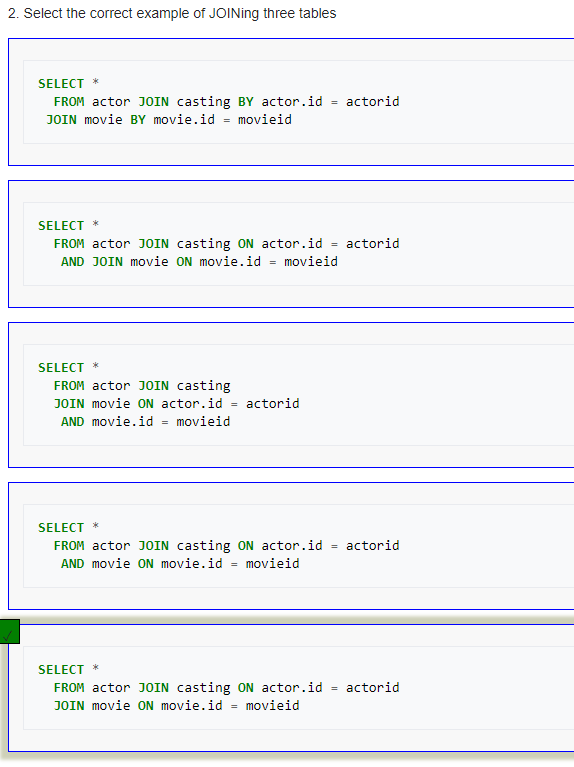 2. Select the correct example of JOINing three tables
SELECT *
FROM actor JOIN casting BY actor.id = actorid
JOIN movie BY movie.id = movieid
SELECT *
FROM actor JOIN casting ON actor.id = actorid
AND JOIN movie ON movie.id = movieid
SELECT *
FROM actor JOIN casting
JOIN movie ON actor.id = actorid
AND movie.id = movieid
SELECT *
FROM actor JOIN casting ON actor.id = actorid
AND movie ON movie.id = movieid
SELECT *
FROM actor JOIN casting ON actor.id = actorid
JOIN movie ON movie.id = movieid